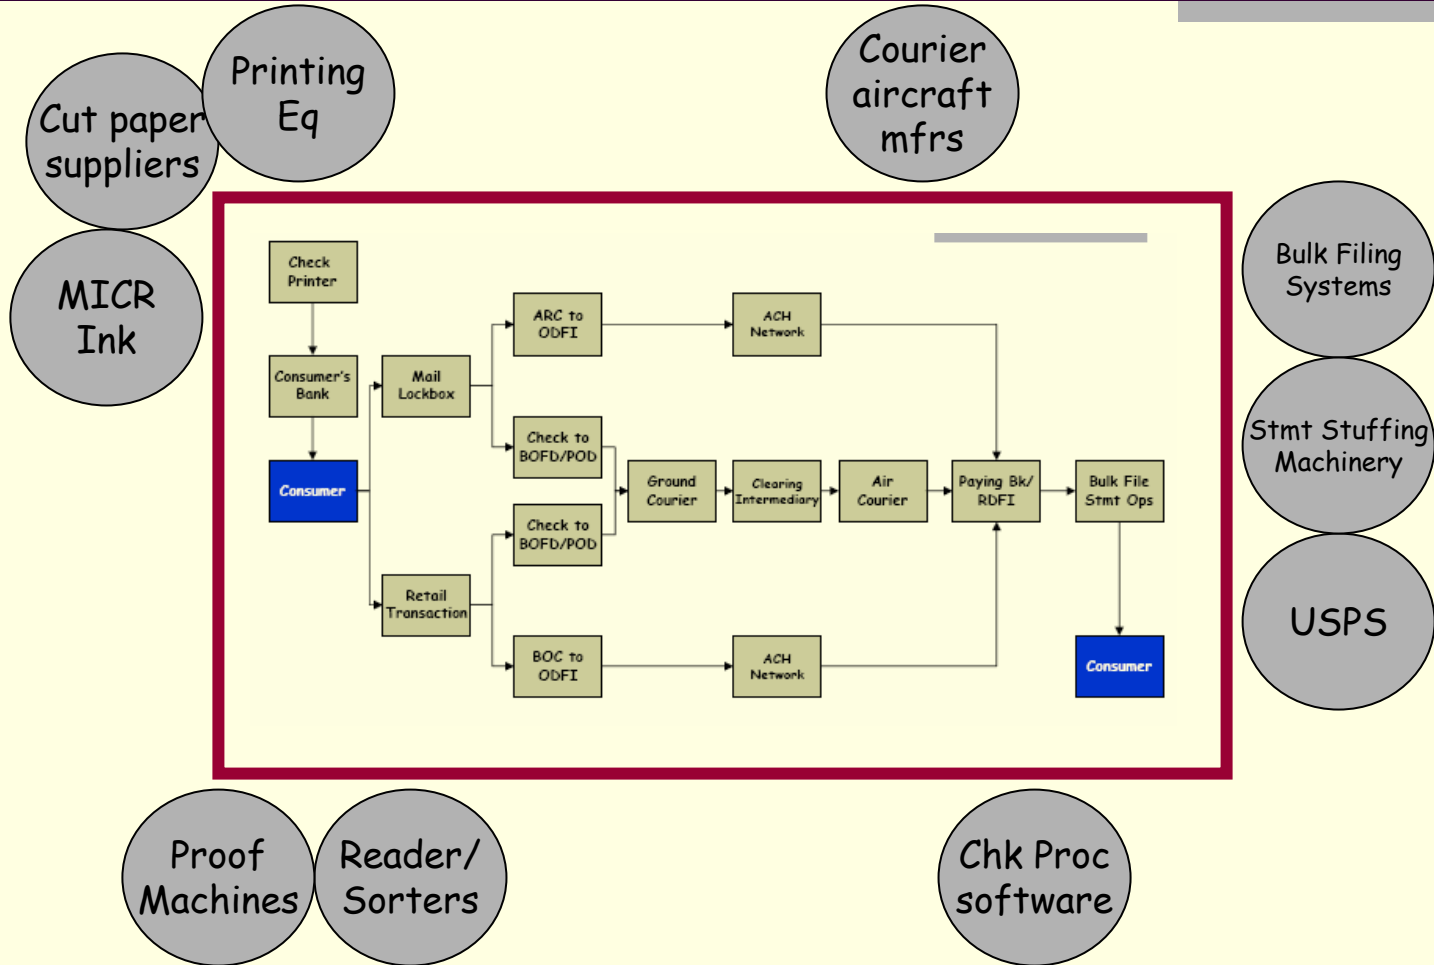 Printing
Eq
Courier
aircraft
mfrs
Cut paper
suppliers
MICR
Ink
Bulk Filing
Systems
Stmt Stuffing
Machinery
USPS
Check
Printer
Consumer's
Bank
Consumer
Mail
Lockbox
Retail
Transaction
ARC to
ODFI
Check to
BOFD/POD
Check to
BOFD/POD
BOC to
ODFI
Ground
Courier
ACH
Network
Clearing
Intermediary
ACH
Network
Air
Courier
Paying Bk/
RDFI
Bulk File
Stmt Ops
Consumer
Proof
Machines
Reader/
Sorters
Chk Proc
software